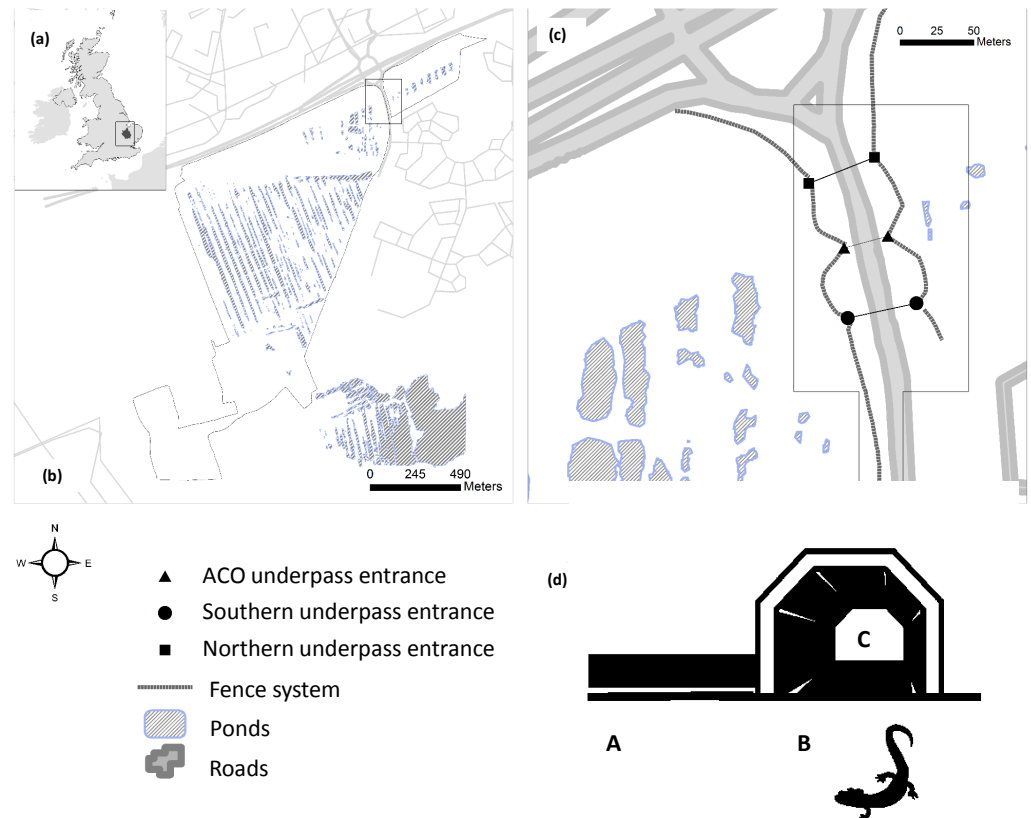 (a)
(b)
0 245 490
Meters
(c)
0 25 50
Meters
N
W E
S
ACO underpass entrance
Southern underpass entrance
Northern underpass entrance
Fence system
Ponds
Roads
(d)
C
A B